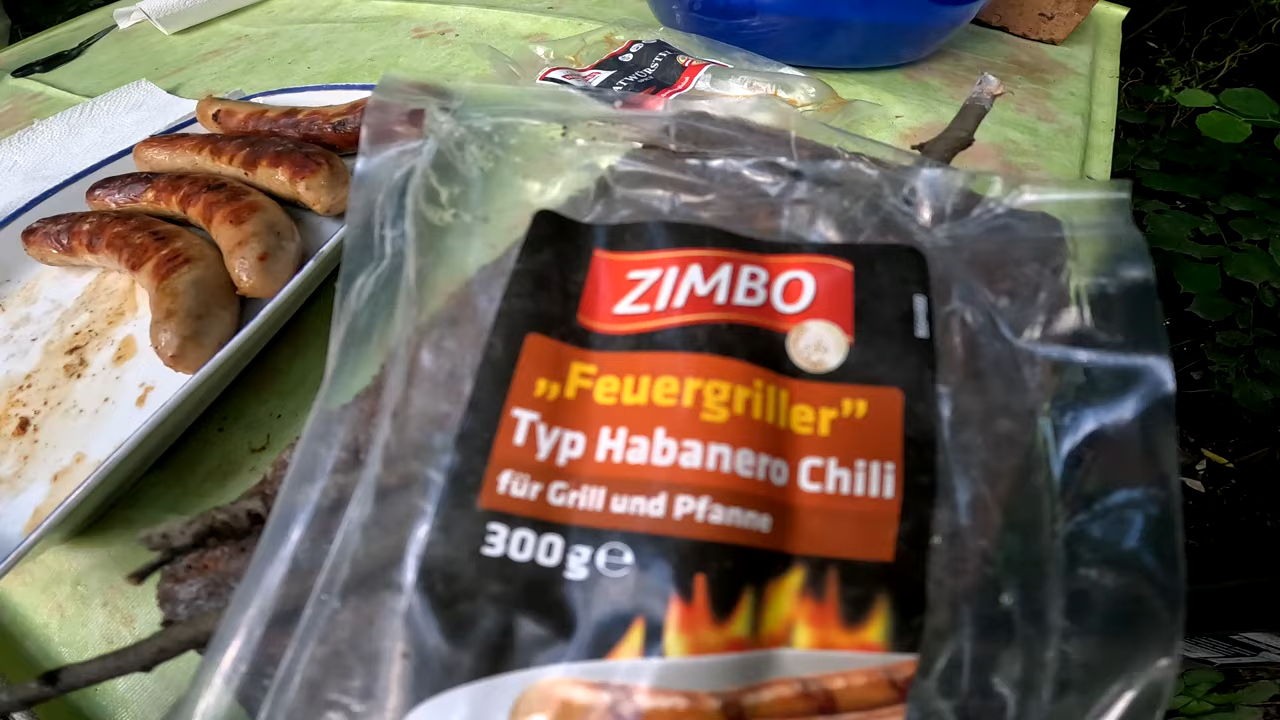 ZIMBO
„Feuergriller”
Typ Habanero Chili
für Grill und Pfanne
300g℮